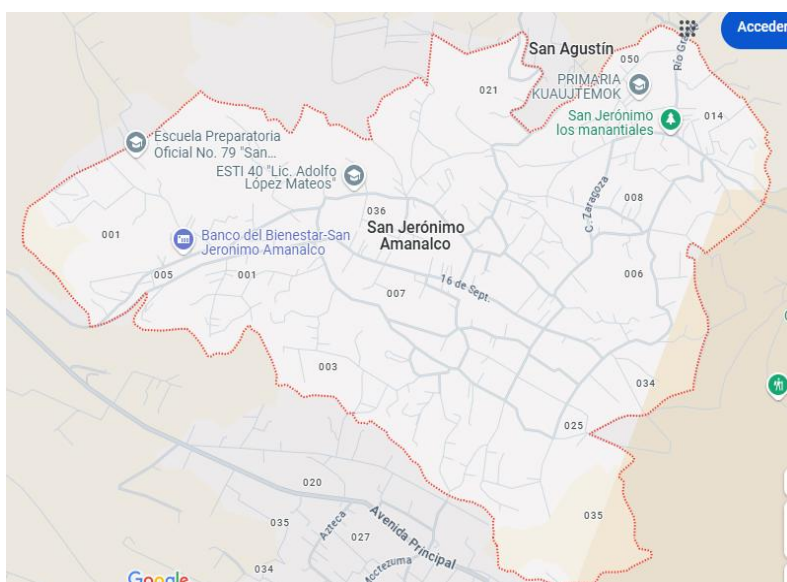 Acceder
San Agustín
050
Río Grande
PRIMARIA
KUAUJTEMOK
021
San Jerónimo
los manantiales
014
Escuela Preparatoria
Oficial No. 79 "San...
ESTI 40 "Lic. Adolfo
López Mateos"
C. Zaragoza
008
036
San Jerónimo
Amanalco
001
Banco del Bienestar-San
Jeronimo Amanalco
005
001
006
16 de Sept.
007
003
034
025
020
035
Azteca
Avenida Principal
035
027
Moctezuma
034
Google